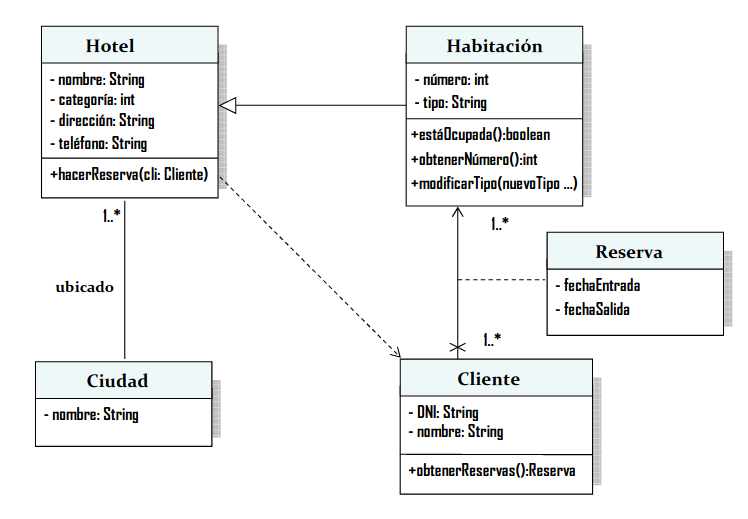 Hotel
- nombre: String
- categoría: int
- dirección: String
- teléfono: String
+hacerReserva(cli: Cliente)
Habitación
- número: int
- tipo: String
+estáOcupada():boolean
+obtenerNúmero():int
+modificarTipo(nuevoTipo ...)
1..*
1..*
Reserva
- fechaEntrada
- fechaSalida
ubicado
1..*
Ciudad
- nombre: String
Cliente
- DNI: String
- nombre: String
+obtenerReservas():Reserva